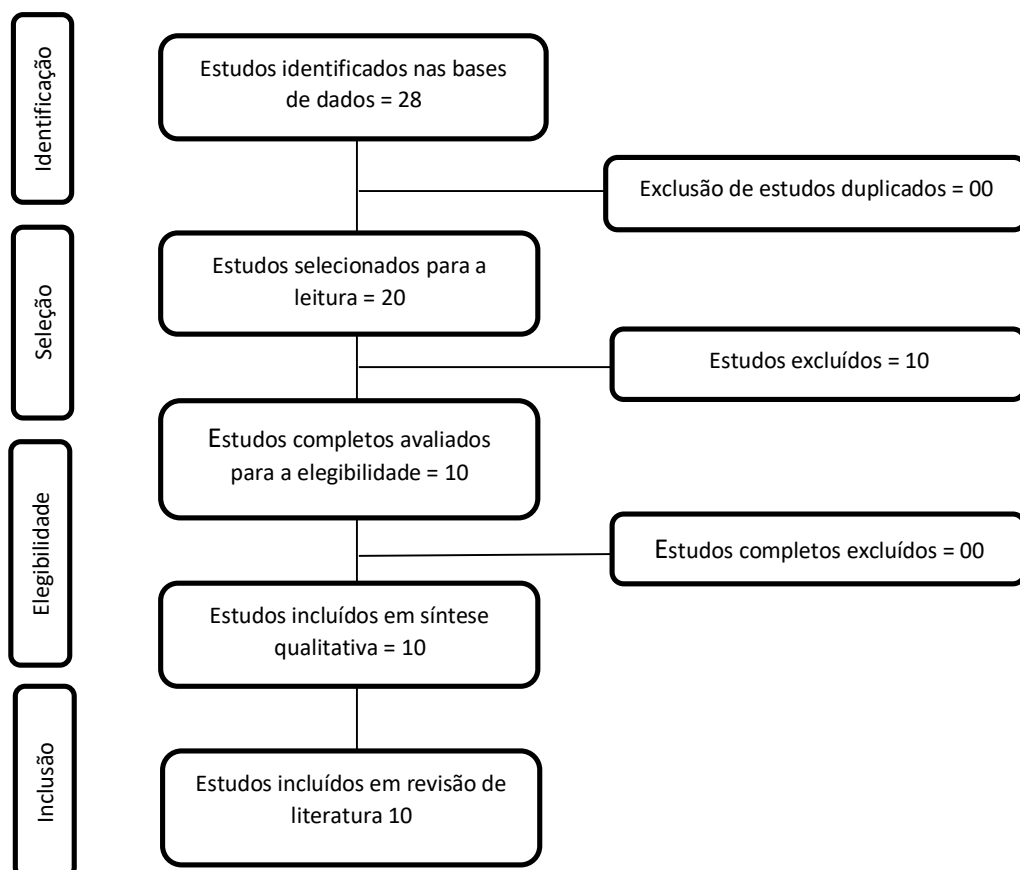 Identificação
Estudos identificados nas bases
de dados = 28
Exclusão de estudos duplicados = 00
Seleção
Estudos selecionados para a
leitura = 20
Estudos excluídos = 10
Elegibilidade
Estudos completos avaliados
para a elegibilidade = 10
Estudos completos excluídos = 00
Estudos incluídos em síntese
qualitativa = 10
Inclusão
Estudos incluídos em revisão de
literatura 10